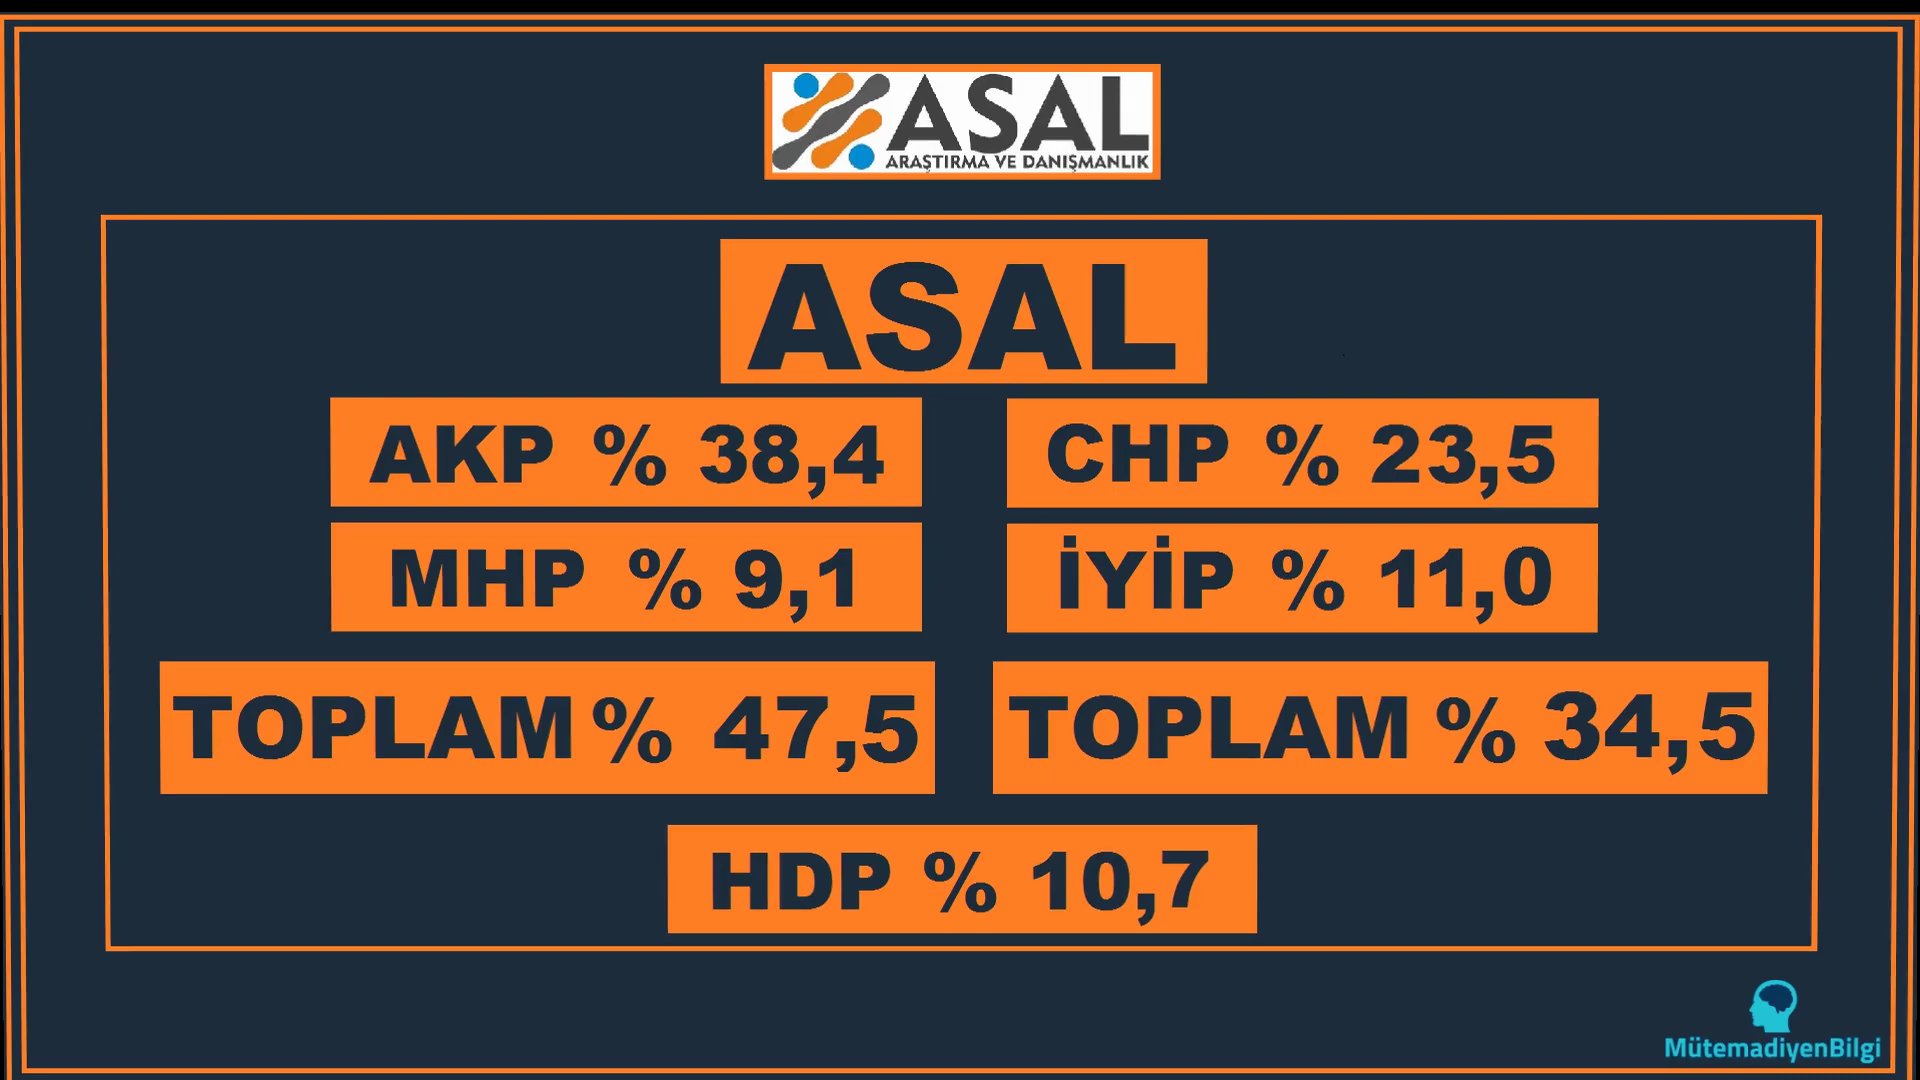 ASAL
ARAŞTIRMA VE DANIŞMANLIK
ASAL
AKP % 38,4
CHP % 23,5
MHP % 9,1
İYİP % 11,0
TOPLAM % 47,5
TOPLAM % 34,5
HDP % 10,7
MütemadiyenBilgi